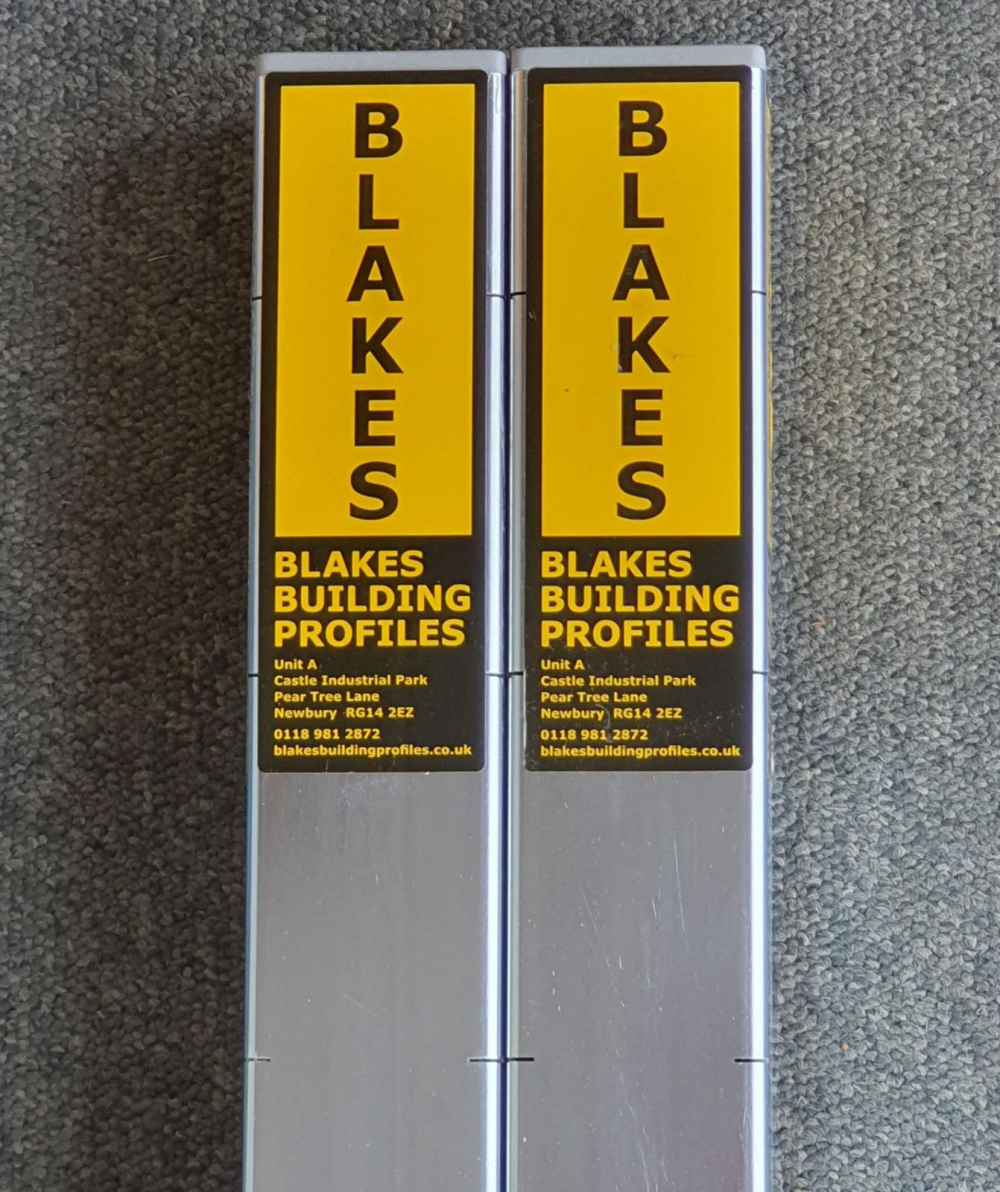 B
L
A
K
E
S
BLAKES
BUILDING
PROFILES
Unit A
Castle Industrial Park
Pear Tree Lane
Newbury RG14 2EZ
0118 981 2872
blakesbuildingprofiles.co.uk
B
L
A
K
E
S
BLAKES
BUILDING
PROFILES
Unit A
Castle Industrial Park
Pear Tree Lane
Newbury RG14 2EZ
0118 981 2872
blakesbuildingprofiles.co.uk